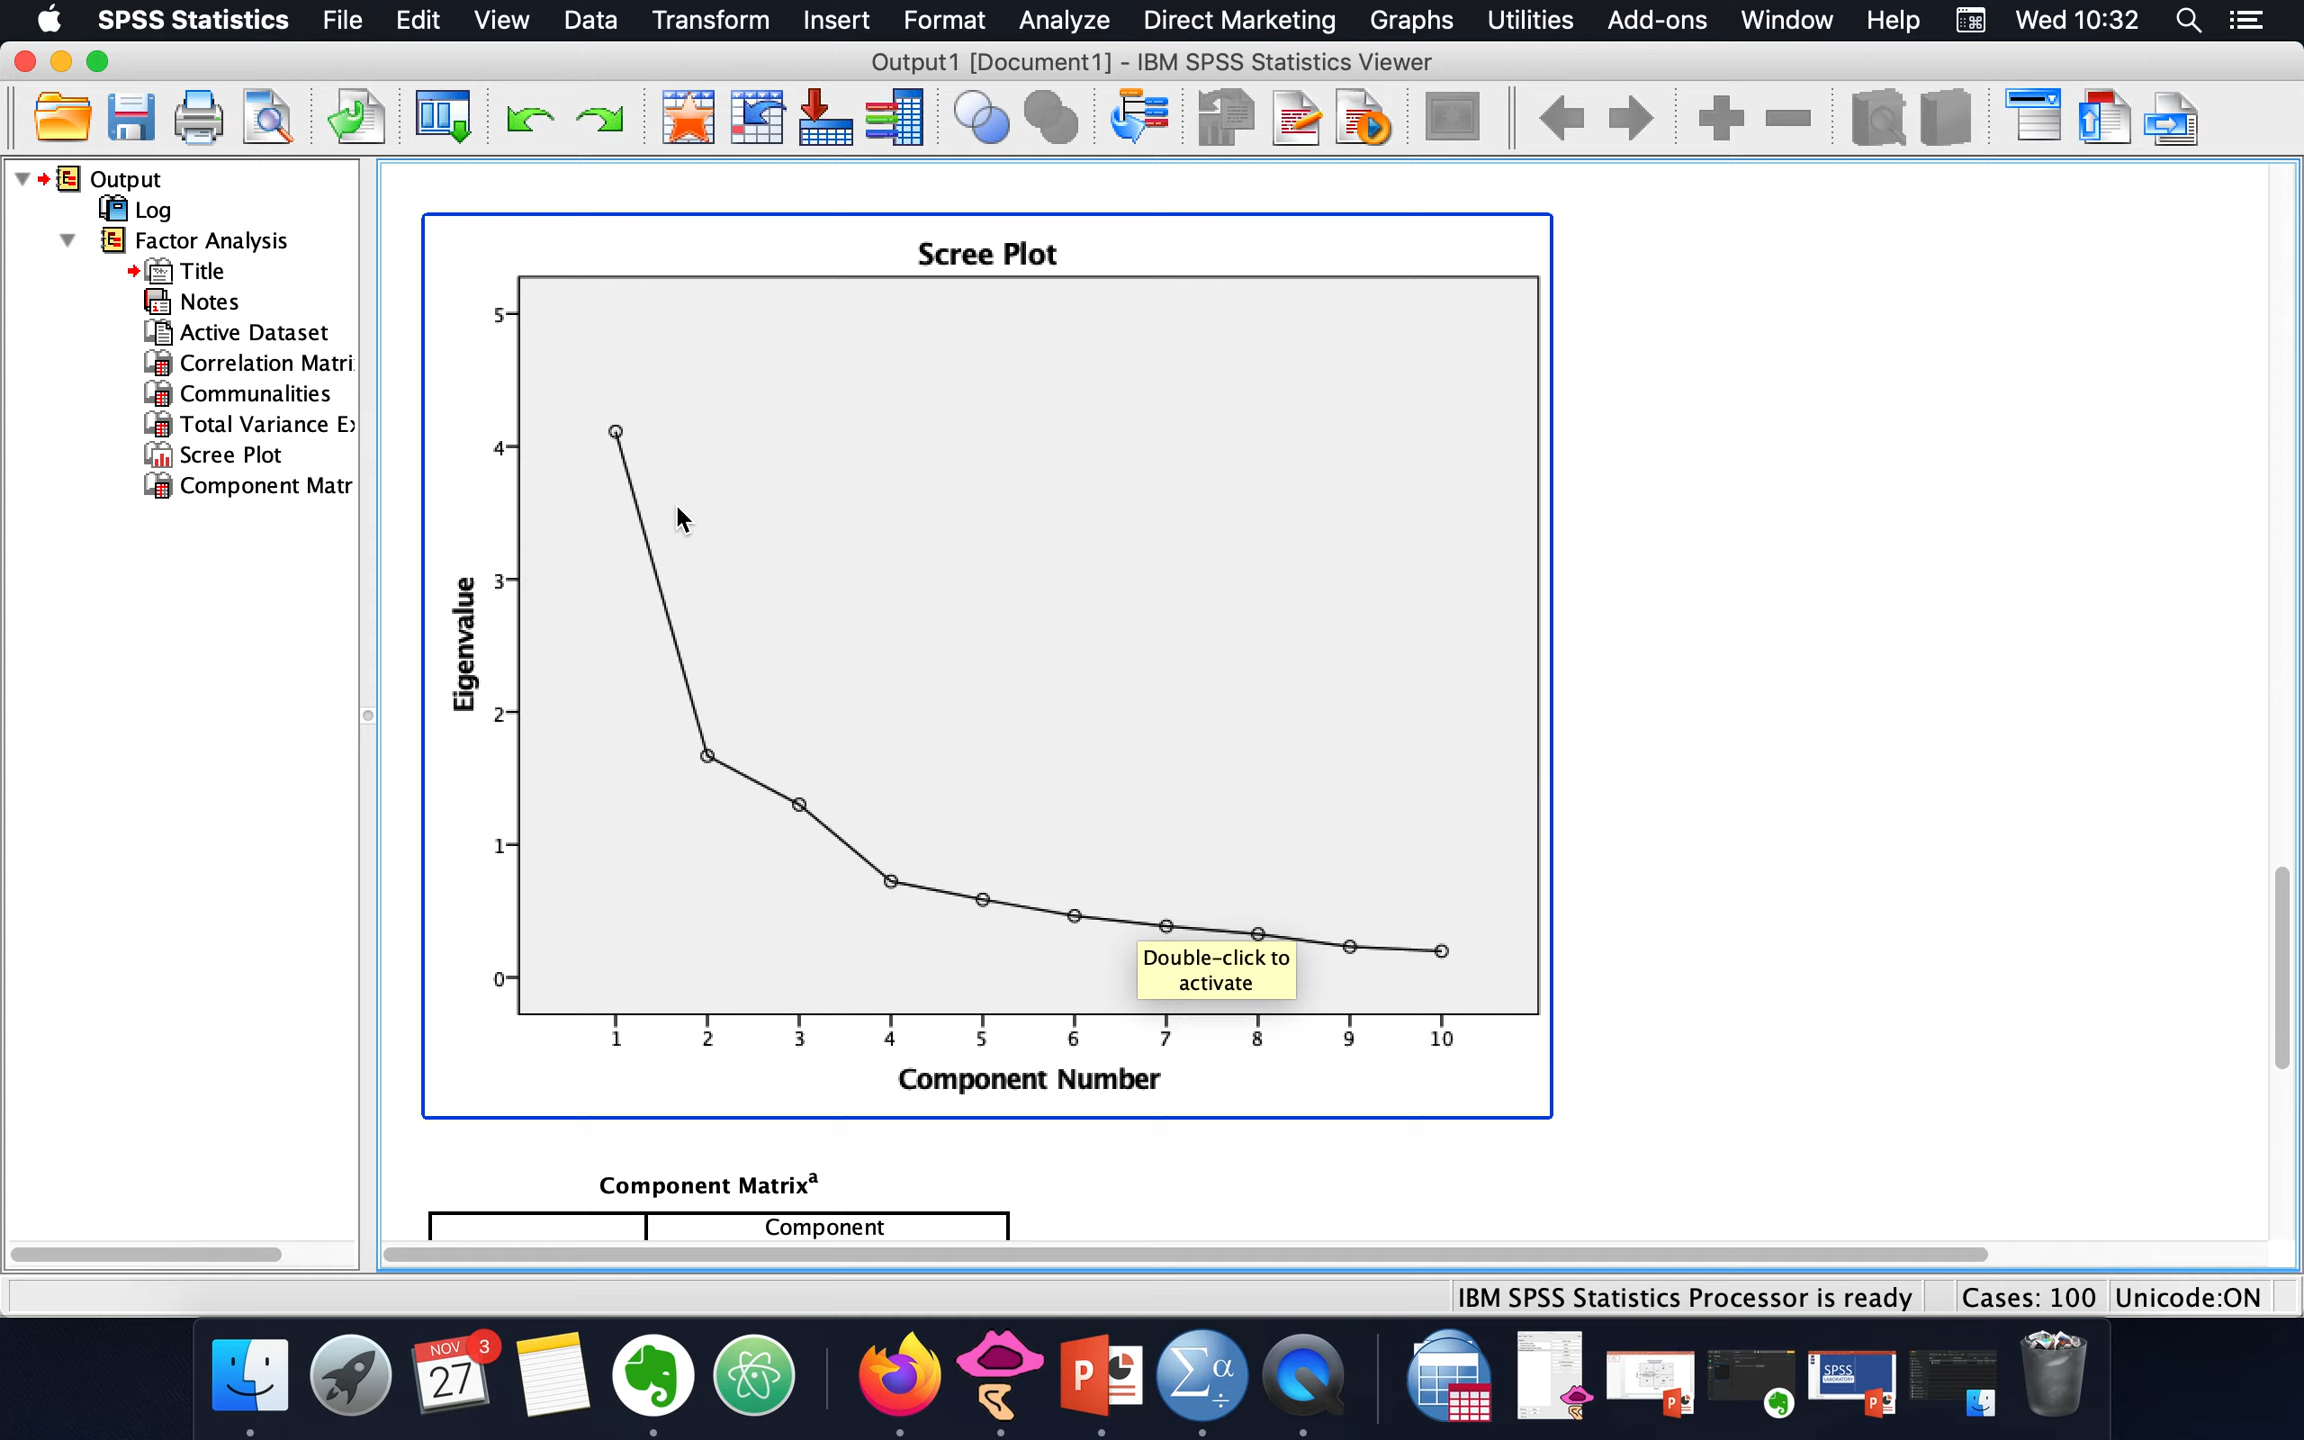 SPSS Statistics File Edit View Data Transform Insert Format Analyze Direct Marketing Graphs Utilities Add-ons Window Help Wed 10:32
Output1 [Document1] - IBM SPSS Statistics Viewer
Output
Log
Factor Analysis
Title
Notes
Active Dataset
Correlation Matri
Communalities
Total Variance Ex
Scree Plot
Component Matr
Scree Plot
5
4
3
2
1
0
Eigenvalue
Double-click to
activate
1 2 3 4 5 6 7 8 9 10
Component Number
Component Matrixᵃ
Component
IBM SPSS Statistics Processor is ready Cases: 100 Unicode:ON
NOV 3
27
P
Σα
SPSS
LABORATORY